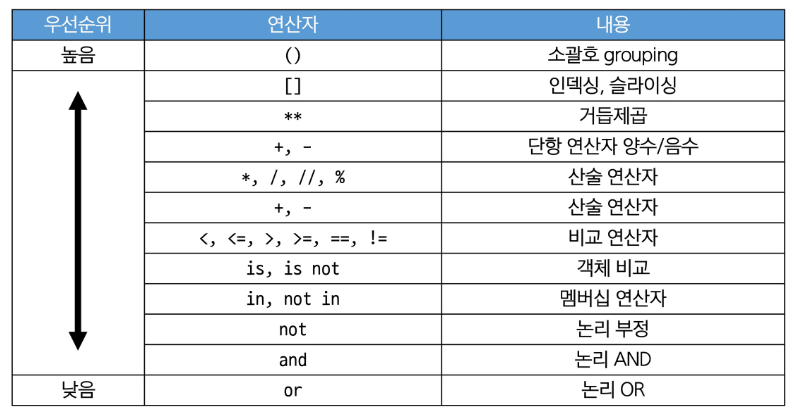 우선순위 연산자 내용
높음 () 소괄호 grouping
[] 인덱싱, 슬라이싱
** 거듭제곱
+, - 단항 연산자 양수/음수
*, /, //, % 산술 연산자
+, - 산술 연산자
<, <=, >, >=, ==, != 비교 연산자
is, is not 객체 비교
in, not in 멤버십 연산자
not 논리 부정
and 논리 AND
낮음 or 논리 OR